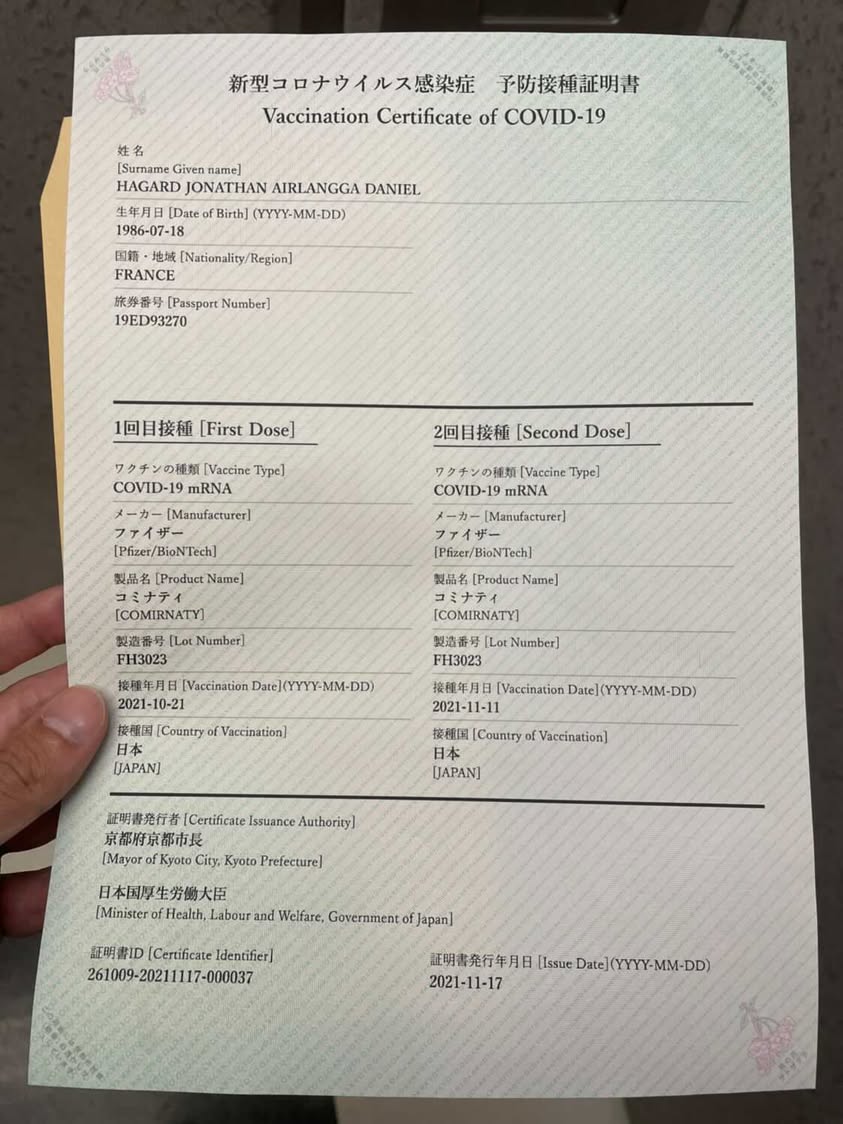 新型コロナウイルス感染症　予防接種証明書
Vaccination Certificate of COVID-19
姓名
[Surname Given name]
HAGARD JONATHAN AIRLANGGA DANIEL
生年月日 [Date of Birth] (YYYY-MM-DD)
1986-07-18
国籍・地域 [Nationality/Region]
FRANCE
旅券番号 [Passport Number]
19ED93270
1回目接種 [First Dose]
ワクチンの種類 [Vaccine Type]
COVID-19 mRNA
メーカー [Manufacturer]
ファイザー
[Pfizer/BioNTech]
製品名 [Product Name]
コミナティ
[COMIRNATY]
製造番号 [Lot Number]
FH3023
接種年月日 [Vaccination Date](YYYY-MM-DD)
2021-10-21
接種国 [Country of Vaccination]
日本
[JAPAN]
2回目接種 [Second Dose]
ワクチンの種類 [Vaccine Type]
COVID-19 mRNA
メーカー [Manufacturer]
ファイザー
[Pfizer/BioNTech]
製品名 [Product Name]
コミナティ
[COMIRNATY]
製造番号 [Lot Number]
FH3023
接種年月日 [Vaccination Date](YYYY-MM-DD)
2021-11-11
接種国 [Country of Vaccination]
日本
[JAPAN]
証明書発行者 [Certificate Issuance Authority]
京都府京都市長
[Mayor of Kyoto City, Kyoto Prefecture]
日本国厚生労働大臣
[Minister of Health, Labour and Welfare, Government of Japan]
証明書ID [Certificate Identifier]
261009-20211117-000037
証明書発行年月日 [Issue Date](YYYY-MM-DD)
2021-11-17